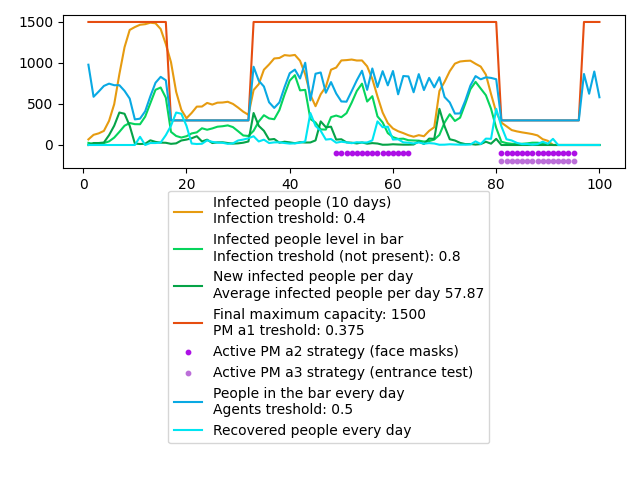 1500
1000
500
0
0 20 40 60 80 100
Infected people (10 days)
Infection treshold: 0.4
Infected people level in bar
Infection treshold (not present): 0.8
New infected people per day
Average infected people per day 57.87
Final maximum capacity: 1500
PM a1 treshold: 0.375
Active PM a2 strategy (face masks)
Active PM a3 strategy (entrance test)
People in the bar every day
Agents treshold: 0.5
Recovered people every day